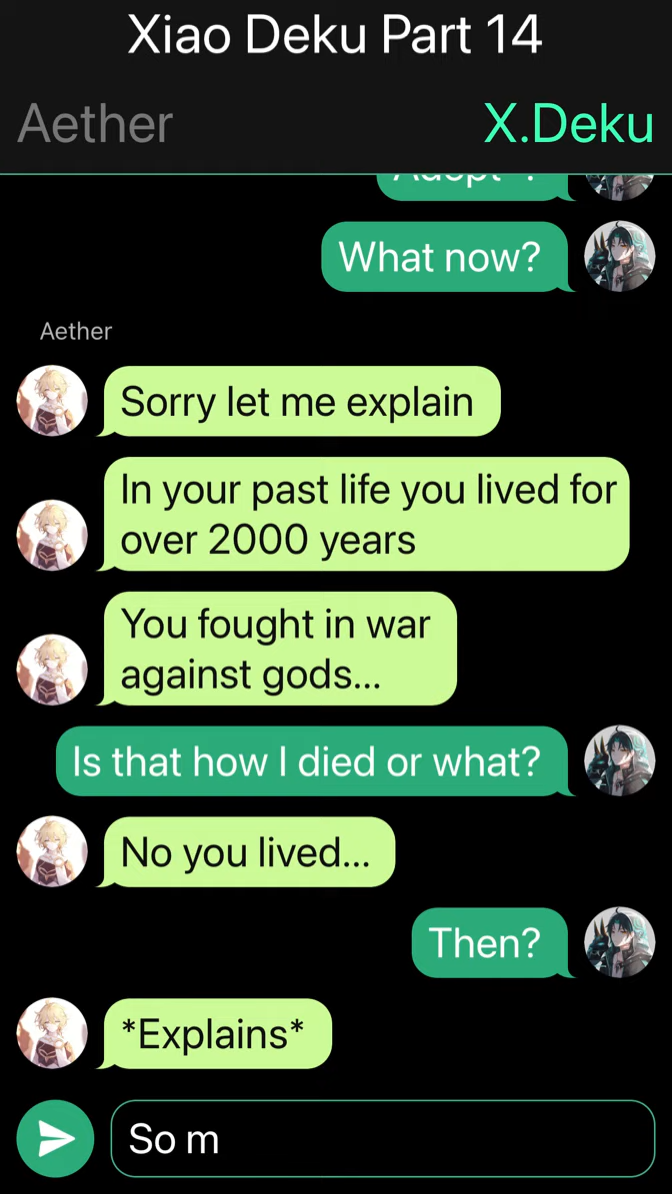 Xiao Deku Part 14
Aether
X.Deku
What now?
Aether
Sorry let me explain
In your past life you lived for
over 2000 years
You fought in war
against gods...
Is that how I died or what?
No you lived...
Then?
*Explains*
So m